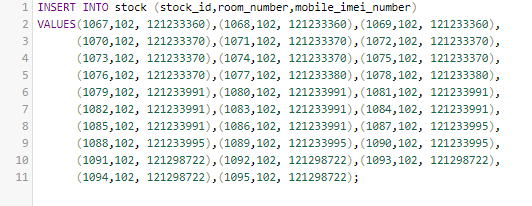 1 INSERT INTO stock (stock_id,room_number,mobile_imei_number)
2 VALUES(1067,102, 121233360),(1068,102, 121233360),(1069,102, 121233360),
3 (1070,102, 121233370),(1071,102, 121233370),(1072,102, 121233370),
4 (1073,102, 121233370),(1074,102, 121233370),(1075,102, 121233370),
5 (1076,102, 121233370),(1077,102, 121233380),(1078,102, 121233380),
6 (1079,102, 121233991),(1080,102, 121233991),(1081,102, 121233991),
7 (1082,102, 121233991),(1083,102, 121233991),(1084,102, 121233991),
8 (1085,102, 121233991),(1086,102, 121233991),(1087,102, 121233995),
9 (1088,102, 121233995),(1089,102, 121233995),(1090,102, 121233995),
10 (1091,102, 121298722),(1092,102, 121298722),(1093,102, 121298722),
11 (1094,102, 121298722),(1095,102, 121298722);